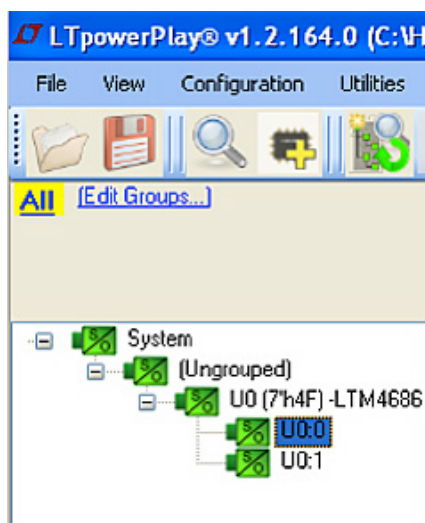 LTpowerPlay® v1.2.164.0 (C:\H
File View Configuration Utilities
All (Edit Groups...)
System
(Ungrouped)
U0 (7'h4F) -LTM4686
U0:0
U0:1